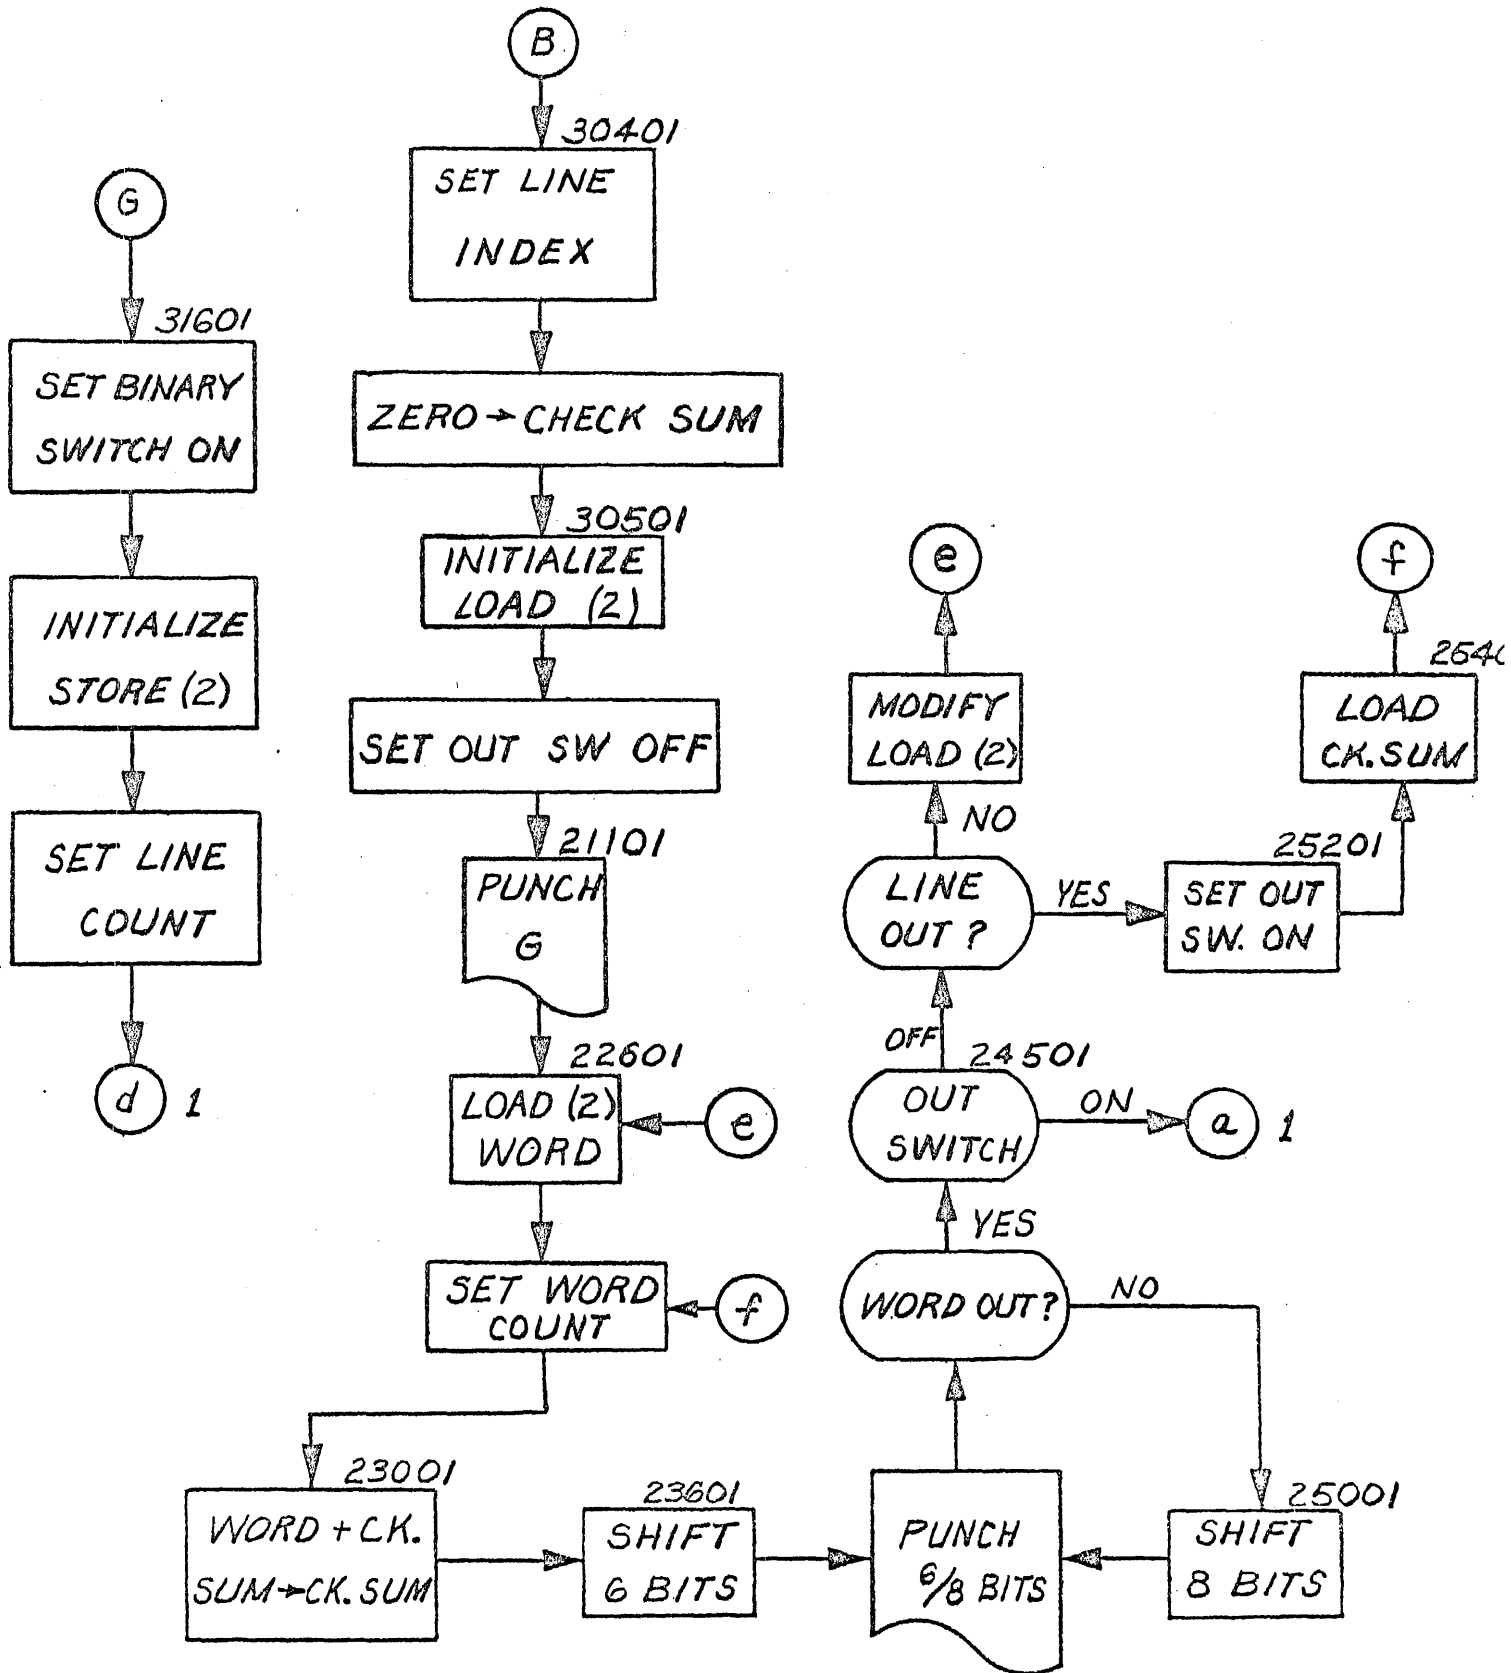 G
31601
SET BINARY
SWITCH ON
INITIALIZE
STORE (2)
SET LINE
COUNT
d 1
B
30401
SET LINE
INDEX
ZERO → CHECK SUM
30501
INITIALIZE
LOAD (2)
SET OUT SW OFF
21101
PUNCH
G
22601
LOAD (2)
WORD
e
SET WORD
COUNT
f
23001
WORD + CK.
SUM → CK. SUM
23601
SHIFT
6 BITS
PUNCH
6/8 BITS
25001
SHIFT
8 BITS
WORD OUT?
NO
YES
24501
OUT
SWITCH
ON
a 1
OFF
LINE
OUT?
YES
25201
SET OUT
SW. ON
NO
MODIFY
LOAD (2)
e
2540
LOAD
CK. SUM
f